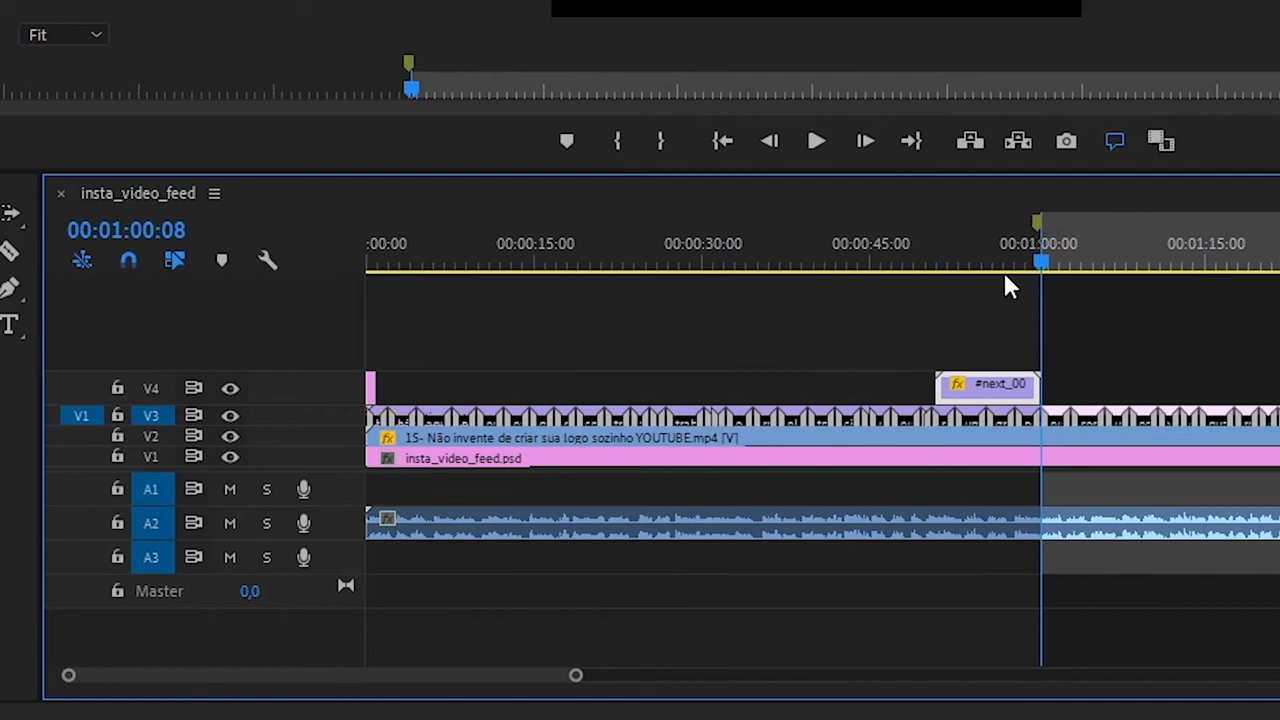 Fit
insta_video_feed
00:01:00:08
:00:00 00:00:15:00 00:00:30:00 00:00:45:00 00:01:00:00 00:01:15:00
V4 fx #next_00
V1 V3
V2 fx 15- Não invente de criar sua logo sozinho YOUTUBE.mp4 [V]
V1 fx insta_video_feed.psd
A1 M S
A2 M S fx
A3 M S
Master 0,0